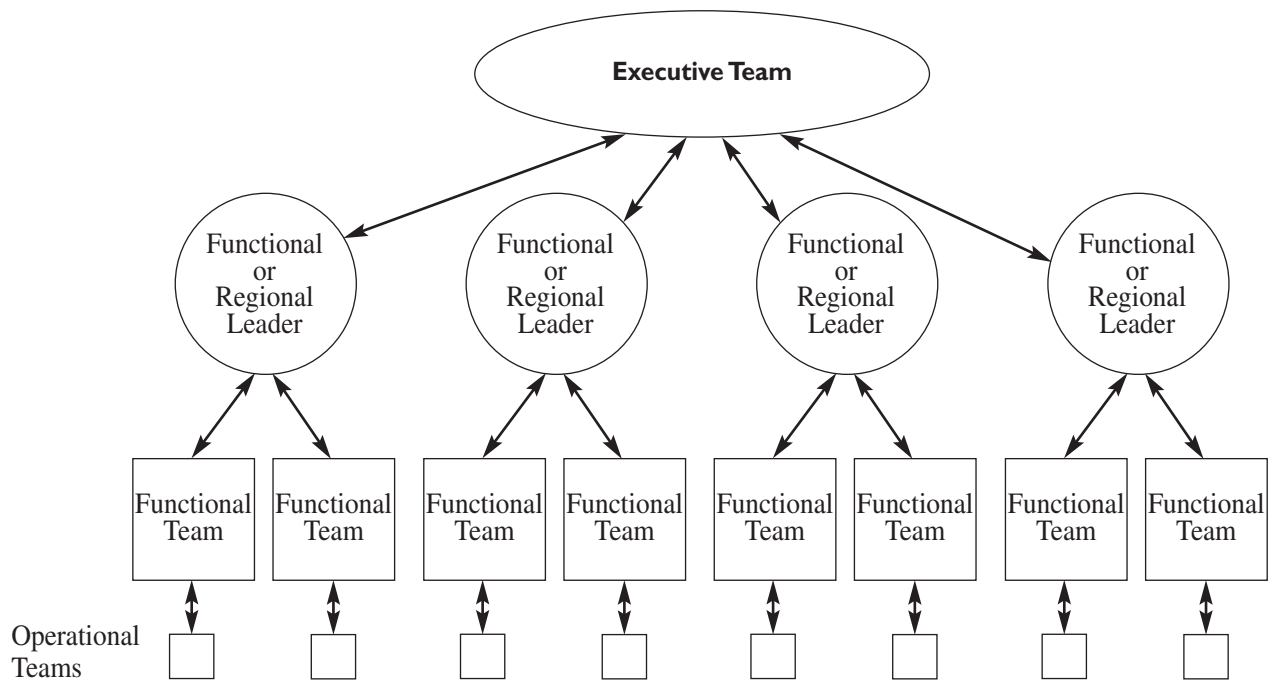 Executive Team
Functional
or
Regional
Leader
Functional
or
Regional
Leader
Functional
or
Regional
Leader
Functional
or
Regional
Leader
Functional
Team
Functional
Team
Functional
Team
Functional
Team
Functional
Team
Functional
Team
Functional
Team
Functional
Team
Operational
Teams